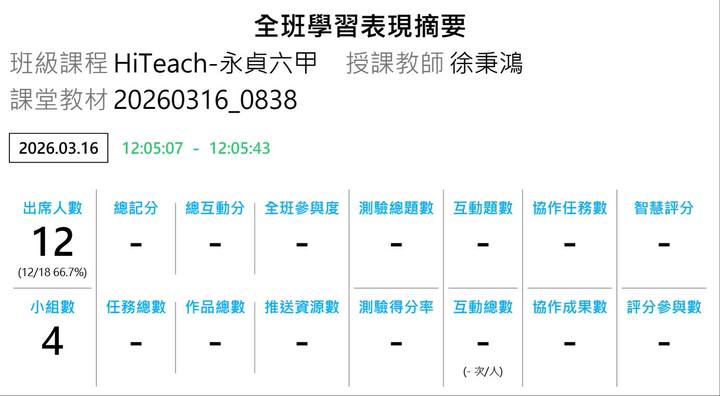 全班學習表現摘要
班級課程 HiTeach-永貞六甲 授課教師 徐秉鴻
課堂教材 20260316_0838
2026.03.16 12:05:07 - 12:05:43
出席人數 總記分 總互動分 全班參與度 測驗總題數 互動題數 協作任務數 智慧評分
12 - - - - - - -
(12/18 66.7%)
小組數 任務總數 作品總數 推送資源數 測驗得分率 互動總數 協作成果數 評分參與數
4 - - - - - - -
(- 次/人)